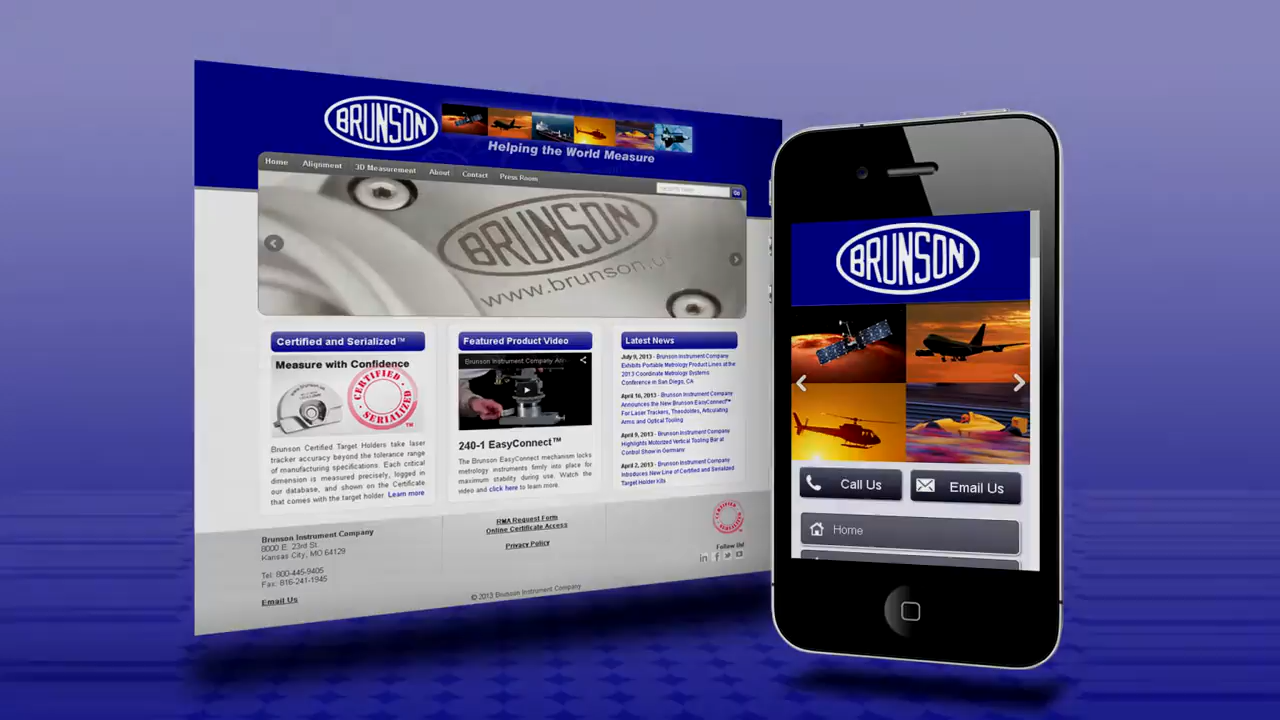 BRUNSON
Helping the World Measure
Home Alignment 3D Measurement About Contact Press Room
Go
BRUNSON
www.brunson.u
Certified and Serialized™
Measure with Confidence
CERTIFIED
SERIALIZED
™
Brunson Certified Target Holders take laser
tracker accuracy beyond the tolerance range
of manufacturing specifications. Each critical
dimension is measured precisely, logged in
our database, and shown on the Certificate
that comes with the target holder. Learn more
Featured Product Video
Brunson Instrument Company
240-1 EasyConnect™
The Brunson EasyConnect mechanism locks
metrology instruments firmly into place for
maximum stability during use. Watch the
video and click here to learn more.
Latest News
July 9, 2013 - Brunson Instrument Company
Exhibits Portable Metrology Product Lines at the
2013 Coordinate Metrology Systems
Conference in San Diego, CA
April 16, 2013 - Brunson Instrument Company
Announces the New Brunson EasyConnect™
For Laser Trackers, Theodolites, Articulating
Arms and Optical Tooling
April 9, 2013 - Brunson Instrument Company
Highlights Motorized Vertical Tooling Bar at
Control Show in Germany
April 2, 2013 - Brunson Instrument Company
Introduces New Line of Certified and Serialized
Target Holder Kits
Brunson Instrument Company
8000 E. 23rd St.
Kansas City, MO 64129
Tel: 800-445-9405
Fax: 816-241-1945
Email Us
RMA Request Form
Online Certificate Access
Privacy Policy
© 2013 Brunson Instrument Company
Follow Us!
BRUNSON
Call Us
Email Us
Home